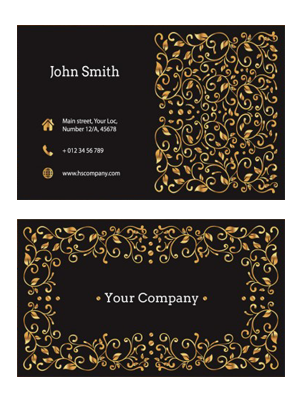 John Smith
Main street, Your Loc,
Number 12/A, 45678
+ 012 34 56 789
www.hscompany.com
Your Company